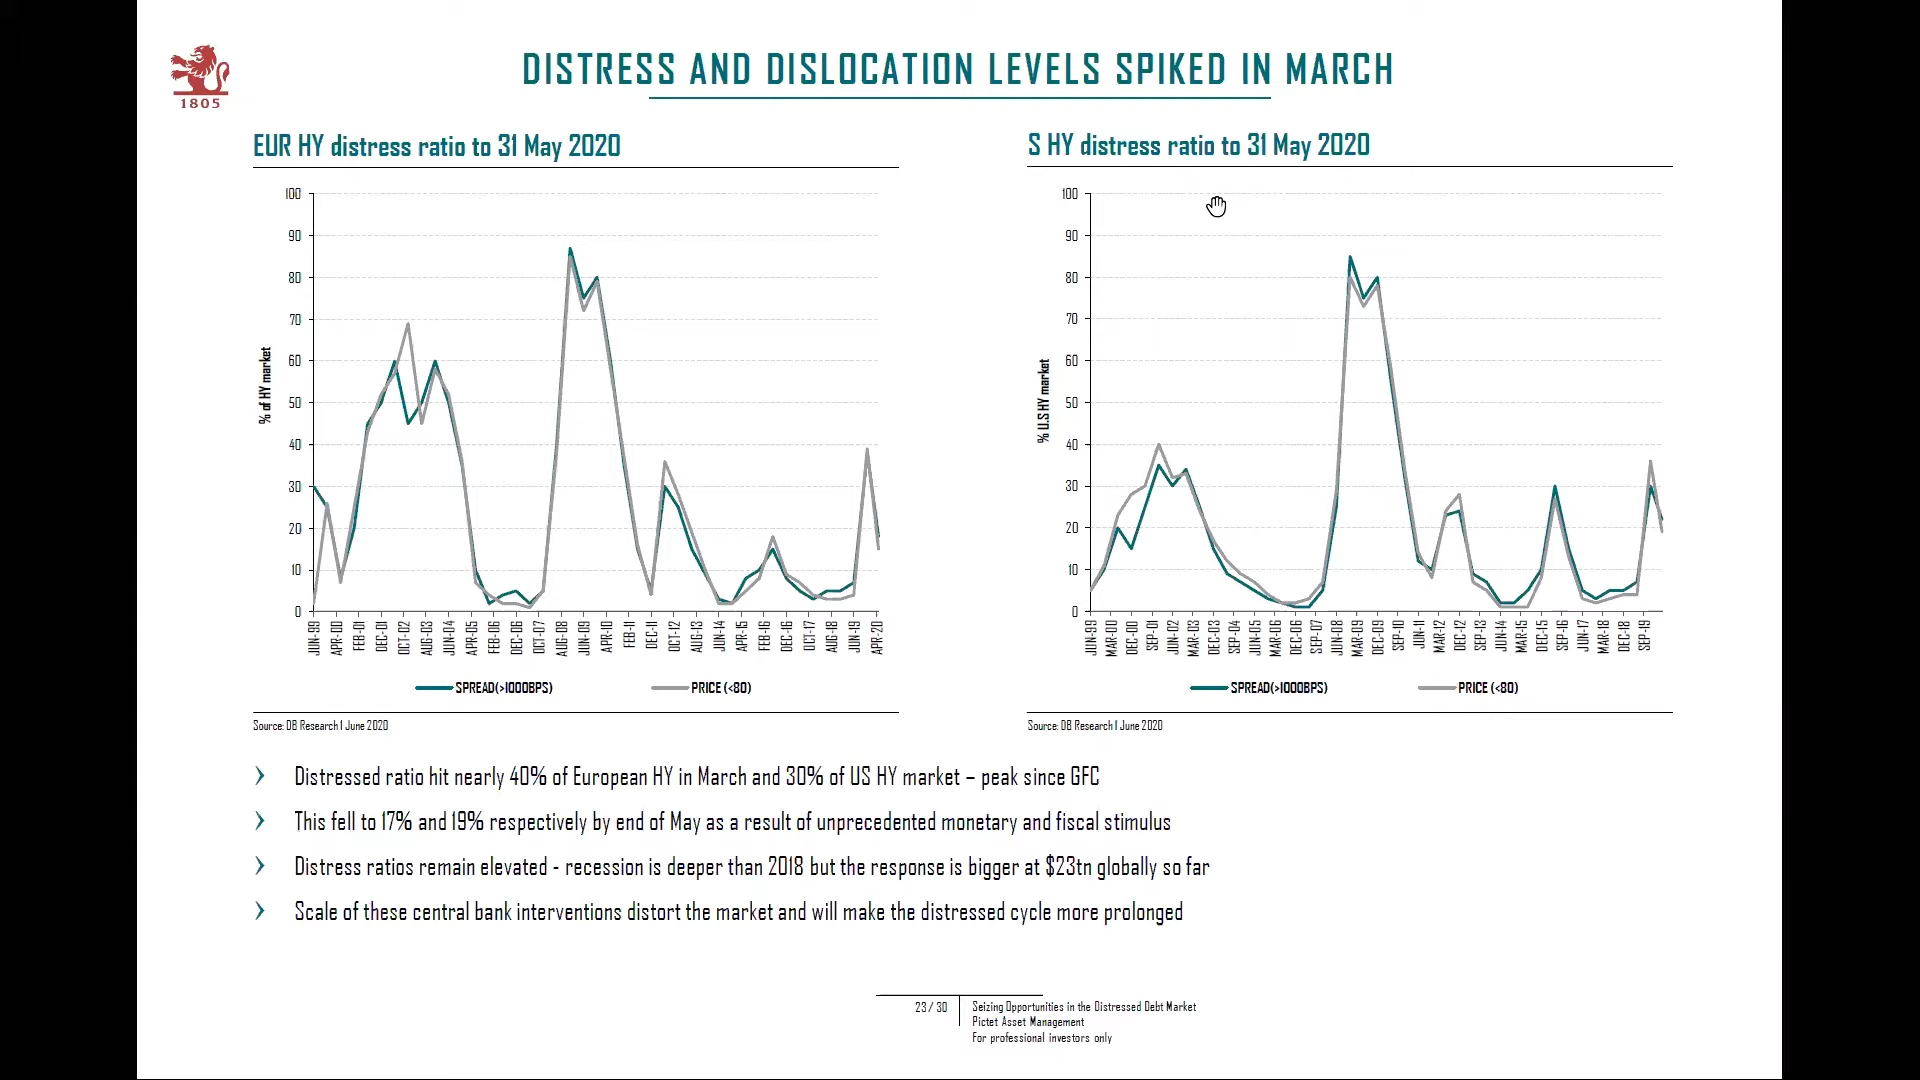 1805
DISTRESS AND DISLOCATION LEVELS SPIKED IN MARCH
EUR HY distress ratio to 31 May 2020
100
90
80
70
60
50
40
30
20
10
0
% of HY market
JUN-99
APR-00
FEB-01
DEC-01
OCT-02
AUG-03
JUN-04
APR-05
FEB-06
DEC-06
OCT-07
AUG-08
JUN-09
APR-10
FEB-11
DEC-11
OCT-12
AUG-13
JUN-14
APR-15
FEB-16
DEC-16
OCT-17
AUG-18
JUN-19
APR-20
SPREAD(>1000BPS)
PRICE (<80)
Source: DB Research | June 2020
S HY distress ratio to 31 May 2020
100
90
80
70
60
50
40
30
20
10
0
% U.S HY market
JUN-99
MAR-00
DEC-00
SEP-01
JUN-02
MAR-03
DEC-03
SEP-04
JUN-05
MAR-06
DEC-06
SEP-07
JUN-08
MAR-09
DEC-09
SEP-10
JUN-11
MAR-12
DEC-12
SEP-13
JUN-14
MAR-15
DEC-15
SEP-16
JUN-17
MAR-18
DEC-18
SEP-19
SPREAD(>1000BPS)
PRICE (<80)
Source: DB Research | June 2020
Distressed ratio hit nearly 40% of European HY in March and 30% of US HY market – peak since GFC
This fell to 17% and 19% respectively by end of May as a result of unprecedented monetary and fiscal stimulus
Distress ratios remain elevated - recession is deeper than 2018 but the response is bigger at $23tn globally so far
Scale of these central bank interventions distort the market and will make the distressed cycle more prolonged
23 / 30
Seizing Opportunities in the Distressed Debt Market
Pictet Asset Management
For professional investors only